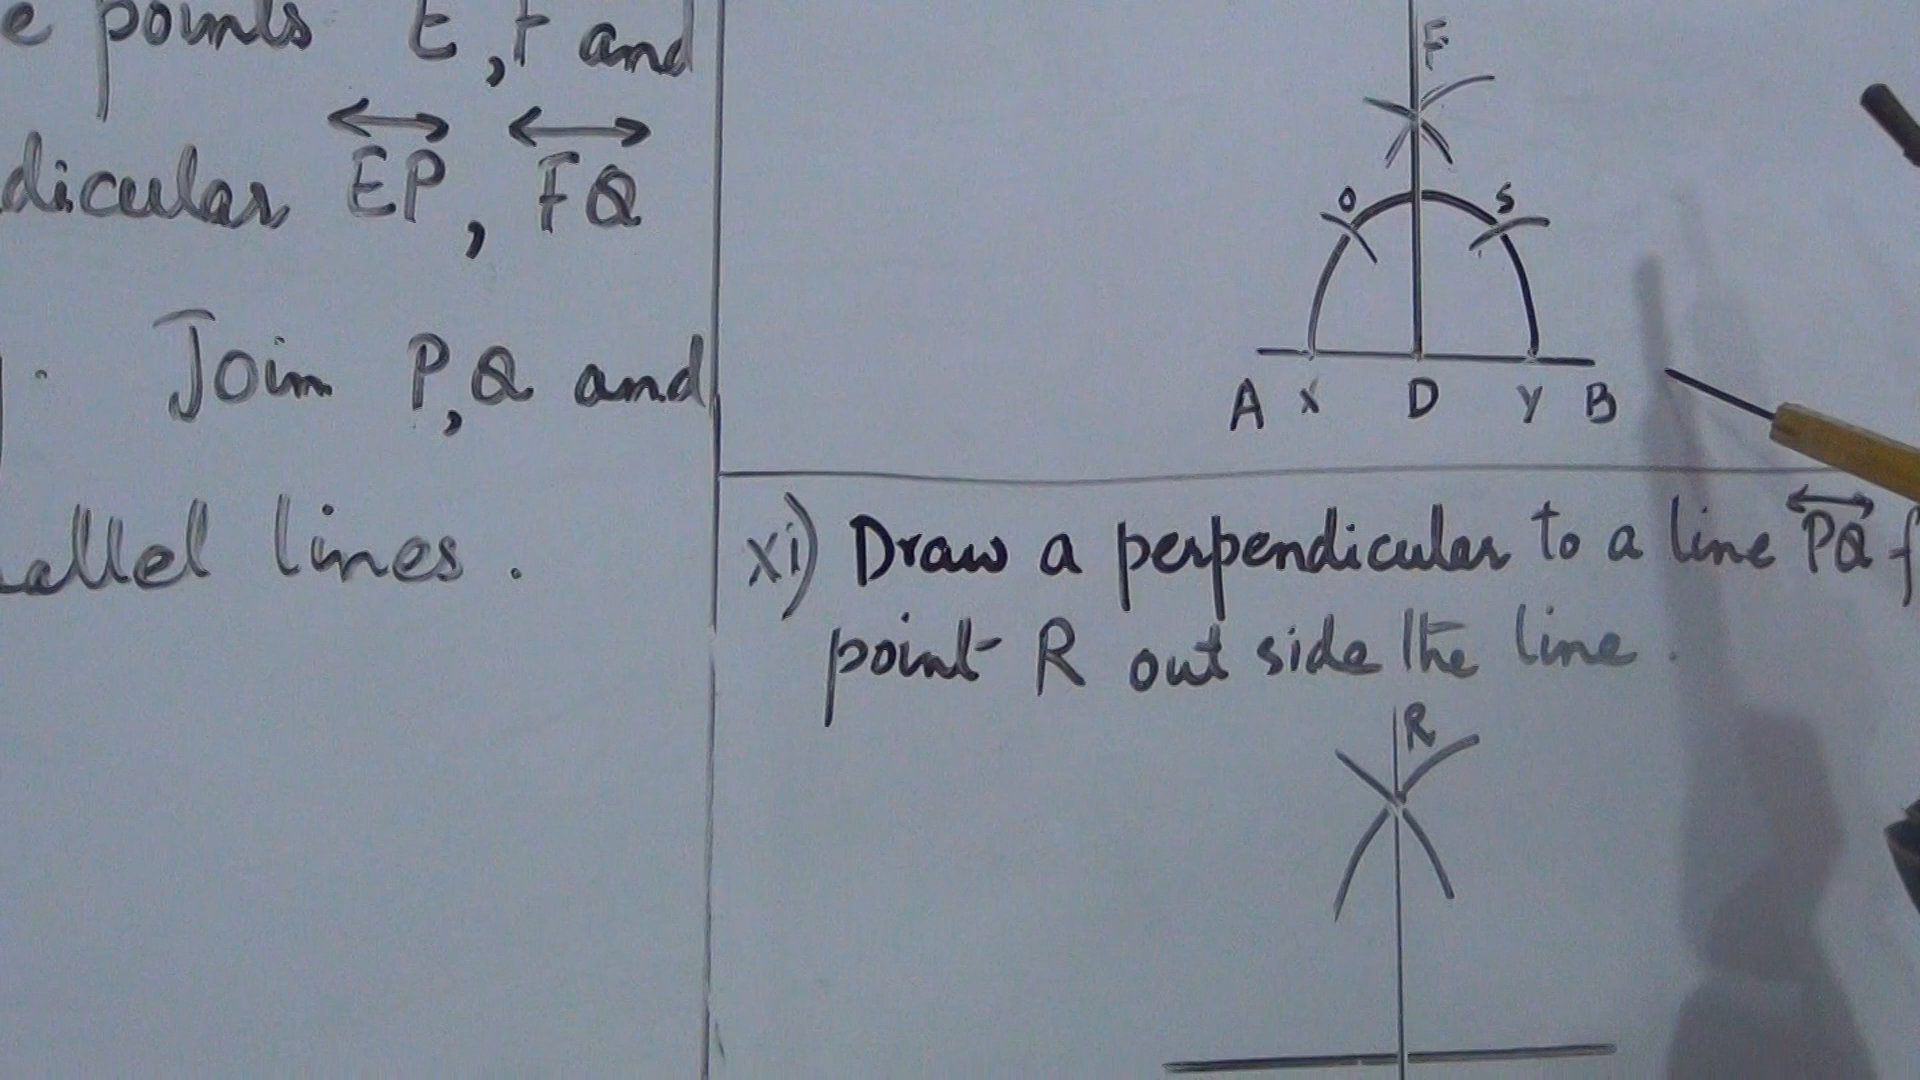 e points E, F and
dicular EP, FQ
. Join P, Q and
allel lines.
F
O S
A X D Y B
xi) Draw a perpendicular to a line PQ f
point R out side the line.
R